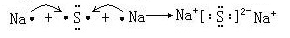 Na• + •S̈• + •Na → Na⁺[:S̈:]²⁻Na⁺